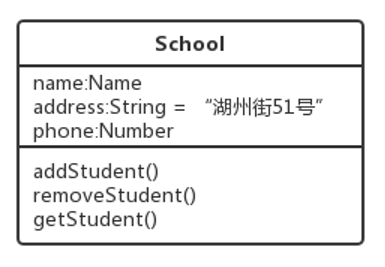 School
name:Name
address:String = “湖州街51号”
phone:Number
addStudent()
removeStudent()
getStudent()